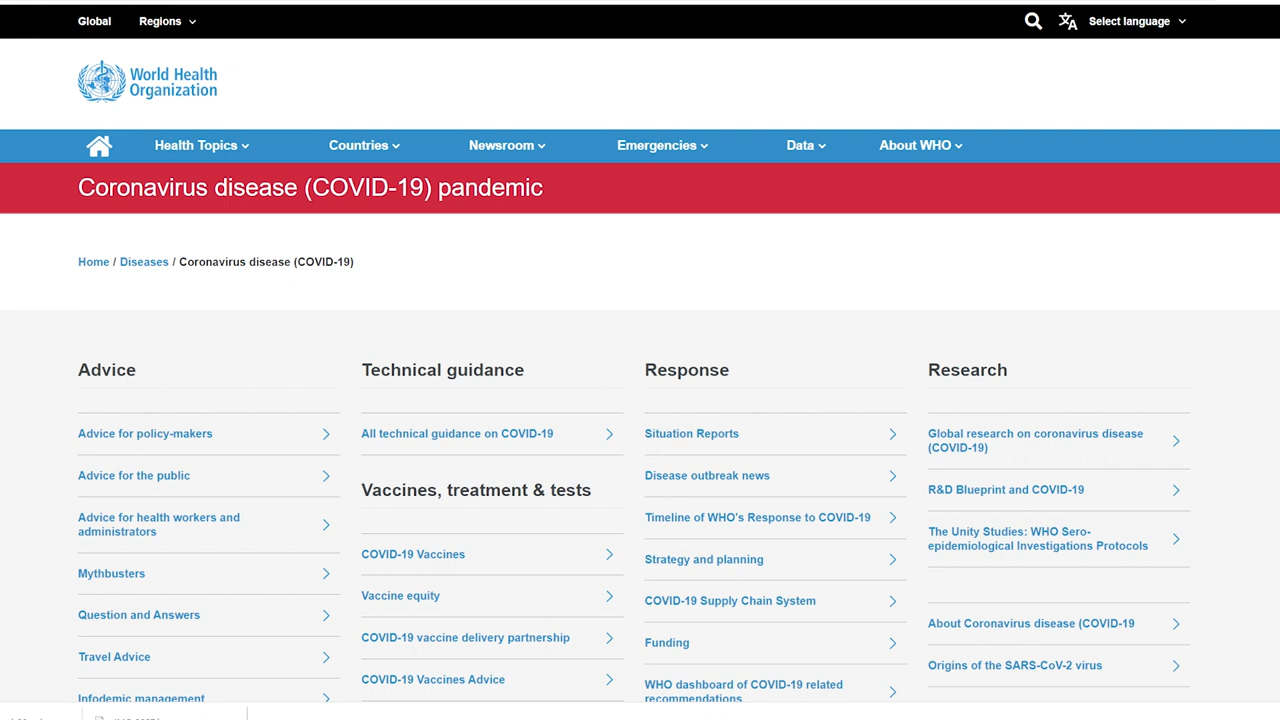 Global Regions Select language
World Health
Organization
Health Topics Countries Newsroom Emergencies Data About WHO
Coronavirus disease (COVID-19) pandemic
Home / Diseases / Coronavirus disease (COVID-19)
Advice
Advice for policy-makers
Advice for the public
Advice for health workers and
administrators
Mythbusters
Question and Answers
Travel Advice
Infodemic management
Technical guidance
All technical guidance on COVID-19
Vaccines, treatment & tests
COVID-19 Vaccines
Vaccine equity
COVID-19 vaccine delivery partnership
COVID-19 Vaccines Advice
Response
Situation Reports
Disease outbreak news
Timeline of WHO's Response to COVID-19
Strategy and planning
COVID-19 Supply Chain System
Funding
WHO dashboard of COVID-19 related
recommendations
Research
Global research on coronavirus disease
(COVID-19)
R&D Blueprint and COVID-19
The Unity Studies: WHO Sero-
epidemiological Investigations Protocols
About Coronavirus disease (COVID-19
Origins of the SARS-CoV-2 virus